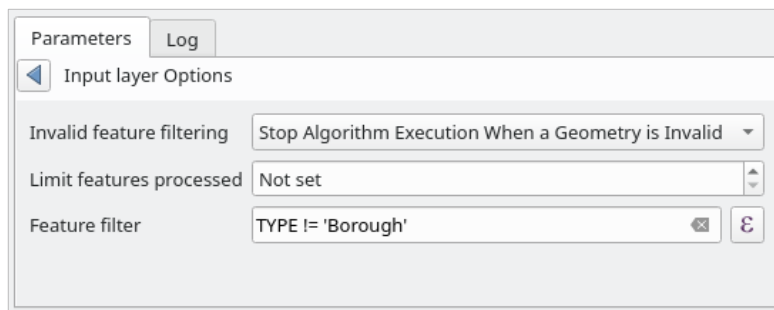 Parameters Log
Input layer Options
Invalid feature filtering Stop Algorithm Execution When a Geometry is Invalid
Limit features processed Not set
Feature filter TYPE != 'Borough' ε